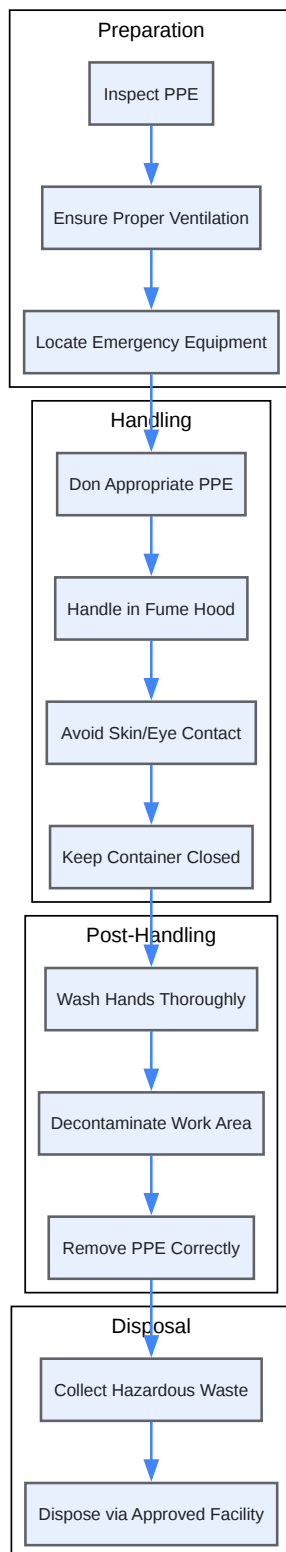 Preparation
Inspect PPE
Ensure Proper Ventilation
Locate Emergency Equipment
Handling
Don Appropriate PPE
Handle in Fume Hood
Avoid Skin/Eye Contact
Keep Container Closed
Post-Handling
Wash Hands Thoroughly
Decontaminate Work Area
Remove PPE Correctly
Disposal
Collect Hazardous Waste
Dispose via Approved Facility